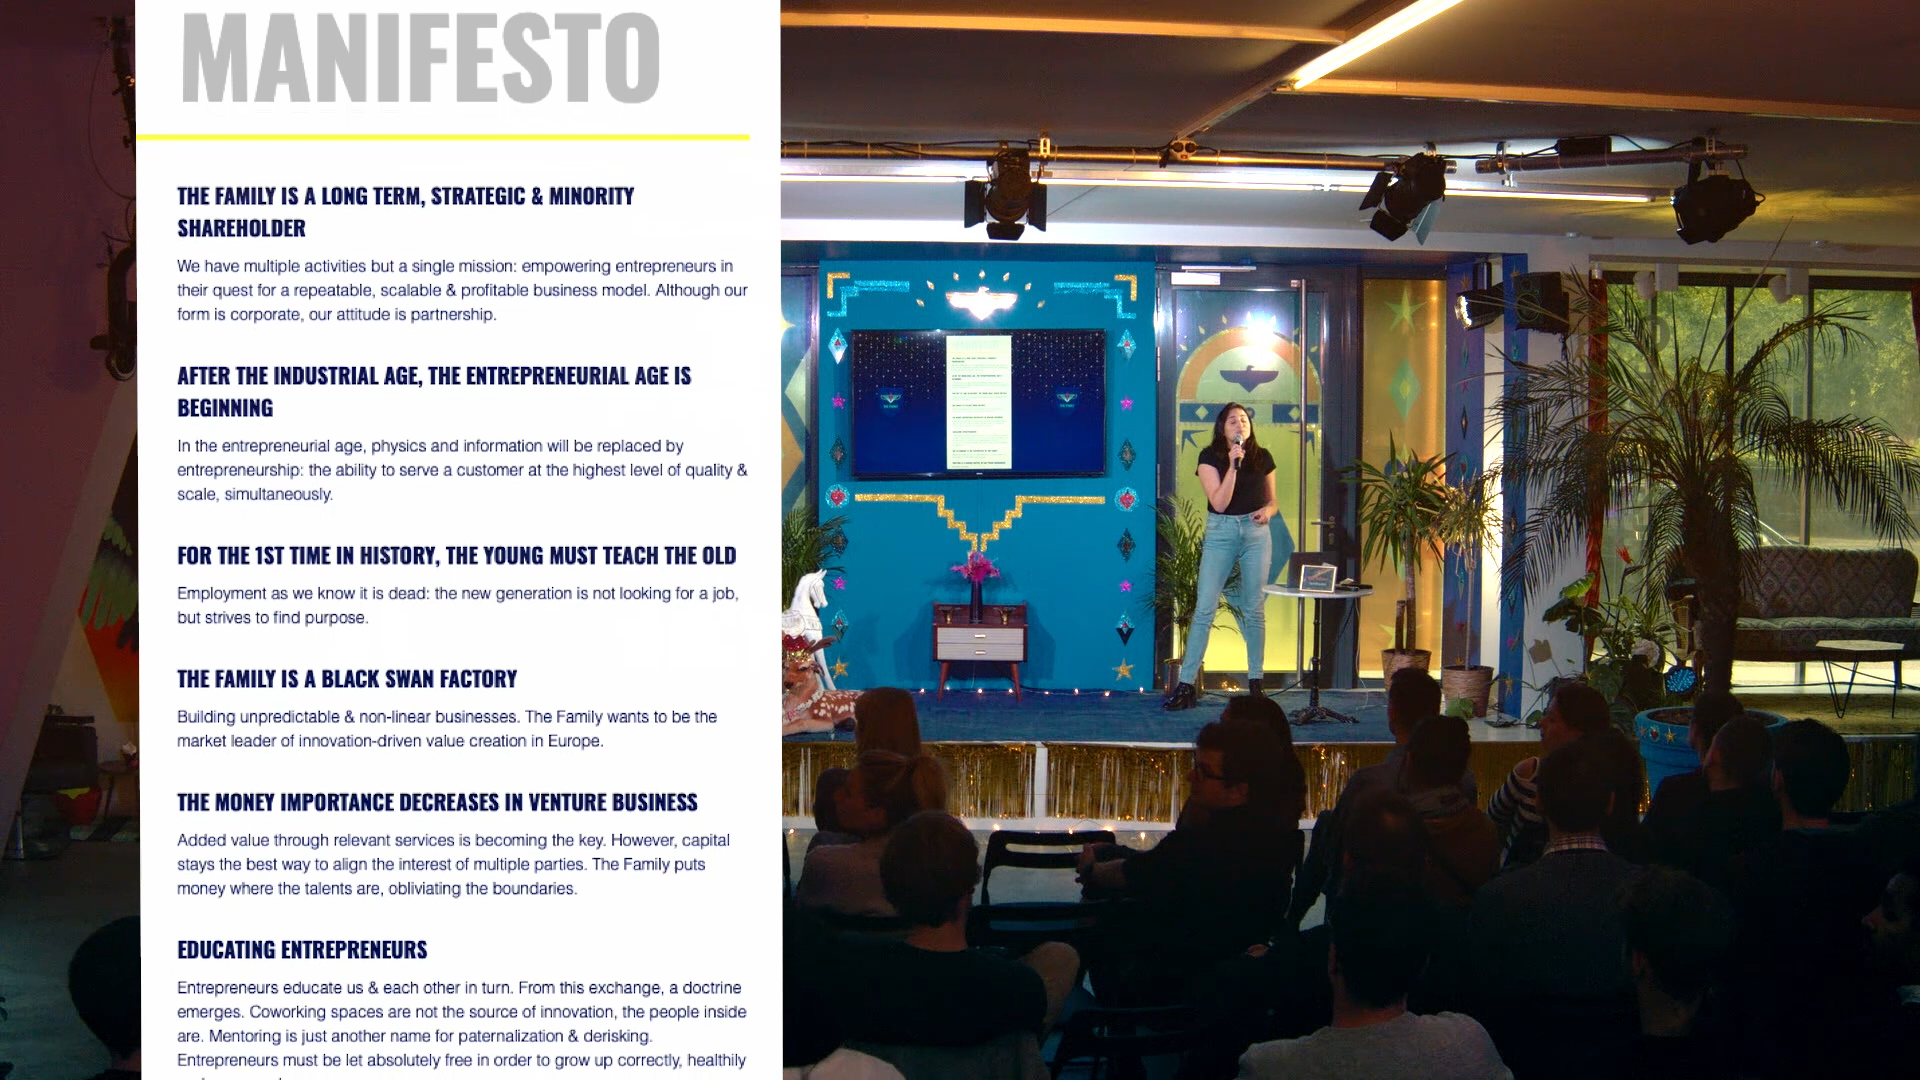 MANIFESTO
THE FAMILY IS A LONG TERM, STRATEGIC & MINORITY
SHAREHOLDER
We have multiple activities but a single mission: empowering entrepreneurs in
their quest for a repeatable, scalable & profitable business model. Although our
form is corporate, our attitude is partnership.
AFTER THE INDUSTRIAL AGE, THE ENTREPRENEURIAL AGE IS
BEGINNING
In the entrepreneurial age, physics and information will be replaced by
entrepreneurship: the ability to serve a customer at the highest level of quality &
scale, simultaneously.
FOR THE 1ST TIME IN HISTORY, THE YOUNG MUST TEACH THE OLD
Employment as we know it is dead: the new generation is not looking for a job,
but strives to find purpose.
THE FAMILY IS A BLACK SWAN FACTORY
Building unpredictable & non-linear businesses. The Family wants to be the
market leader of innovation-driven value creation in Europe.
THE MONEY IMPORTANCE DECREASES IN VENTURE BUSINESS
Added value through relevant services is becoming the key. However, capital
stays the best way to align the interest of multiple parties. The Family puts
money where the talents are, obliviating the boundaries.
EDUCATING ENTREPRENEURS
Entrepreneurs educate us & each other in turn. From this exchange, a doctrine
emerges. Coworking spaces are not the source of innovation, the people inside
are. Mentoring is just another name for paternalization & derisking.
Entrepreneurs must be let absolutely free in order to grow up correctly, healthily